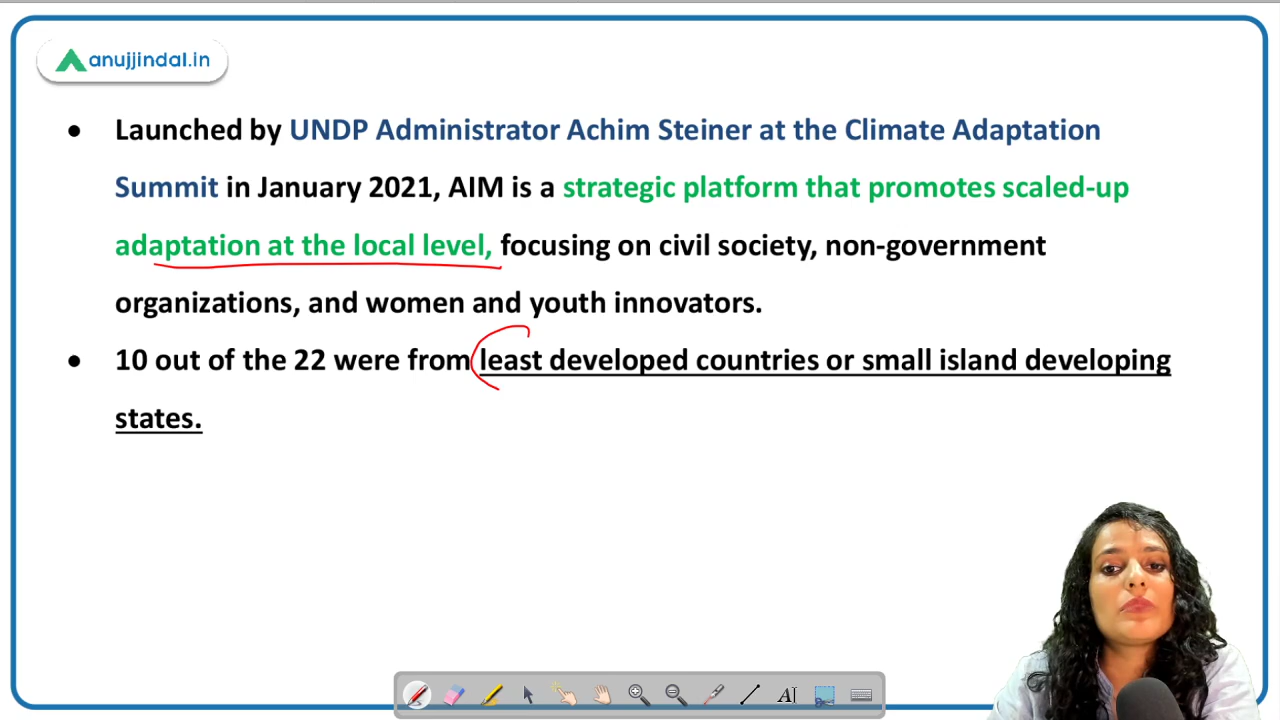 anujjindal.in
• Launched by UNDP Administrator Achim Steiner at the Climate Adaptation
Summit in January 2021, AIM is a strategic platform that promotes scaled-up
adaptation at the local level, focusing on civil society, non-government
organizations, and women and youth innovators.
• 10 out of the 22 were from least developed countries or small island developing
states.
A